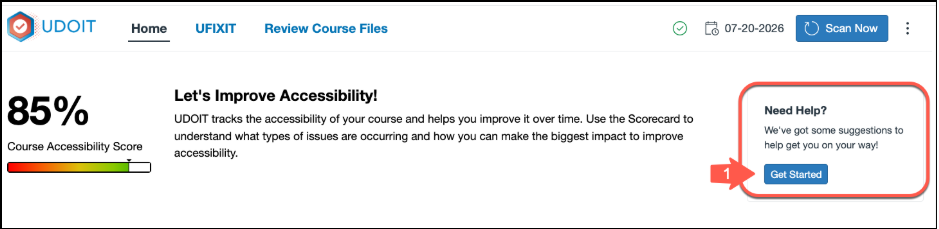 UDOIT
Home
UFIXIT
Review Course Files
07-20-2026
Scan Now
85%
Course Accessibility Score
Let's Improve Accessibility!
UDOIT tracks the accessibility of your course and helps you improve it over time. Use the Scorecard to
understand what types of issues are occurring and how you can make the biggest impact to improve
accessibility.
Need Help?
We've got some suggestions to
help get you on your way!
1
Get Started